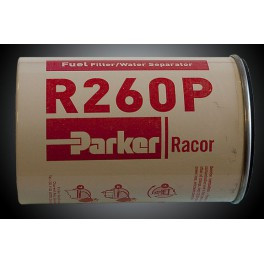 Fuel Filter/Water Separator
R260P
Parker
Racor